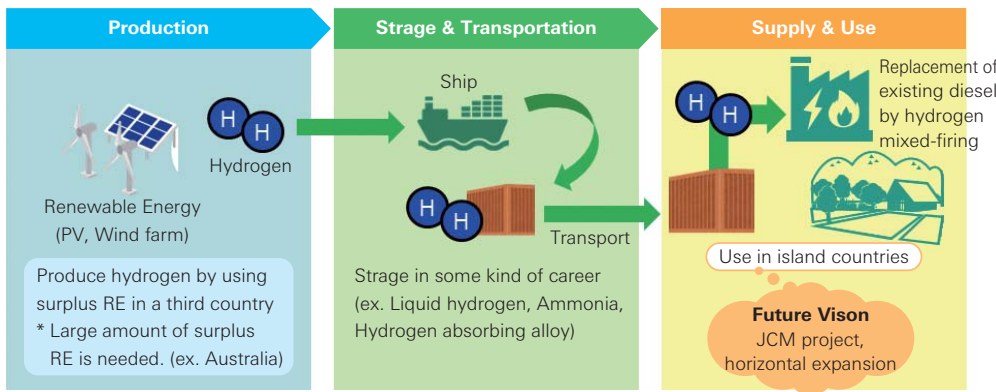 Production
Strage & Transportation
Supply & Use
H
H
Hydrogen
Renewable Energy
(PV, Wind farm)
Produce hydrogen by using
surplus RE in a third country
* Large amount of surplus
RE is needed. (ex. Australia)
Ship
H
H
Transport
Strage in some kind of career
(ex. Liquid hydrogen, Ammonia,
Hydrogen absorbing alloy)
H
H
Replacement of
existing diesel
by hydrogen
mixed-firing
Use in island countries
Future Vison
JCM project,
horizontal expansion